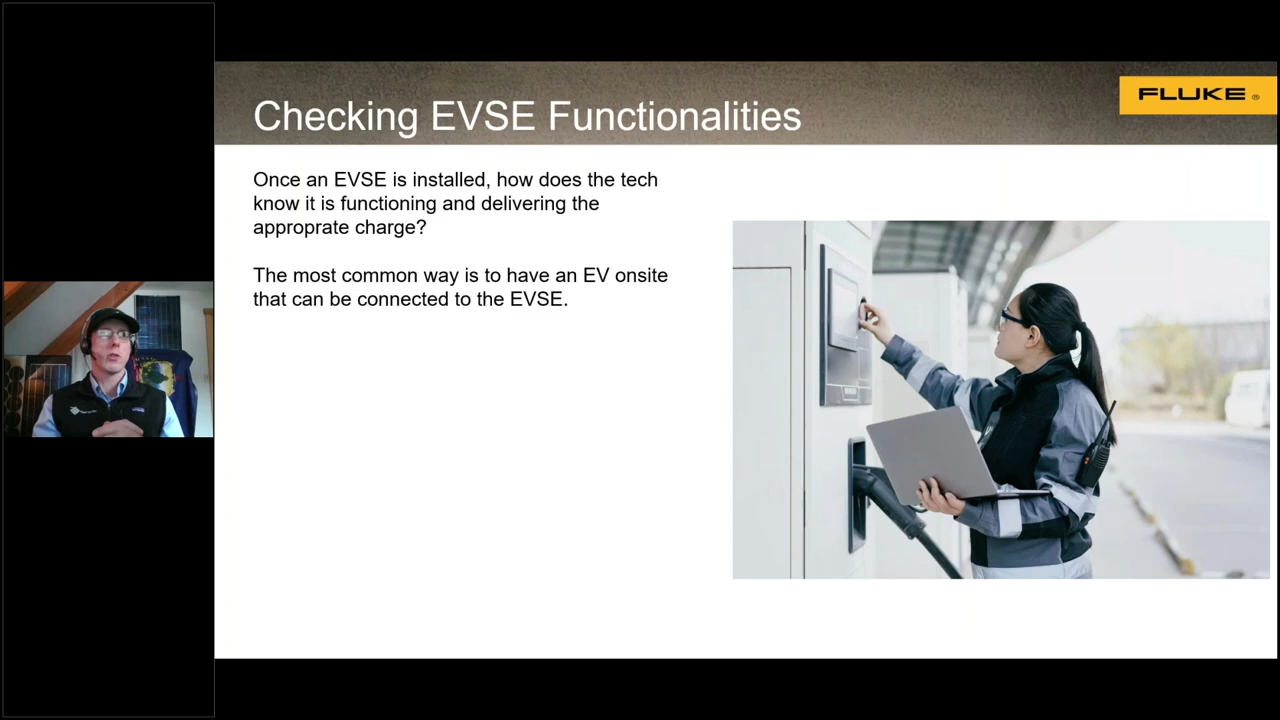 Checking EVSE Functionalities
FLUKE ®
Once an EVSE is installed, how does the tech
know it is functioning and delivering the
approprate charge?
The most common way is to have an EV onsite
that can be connected to the EVSE.